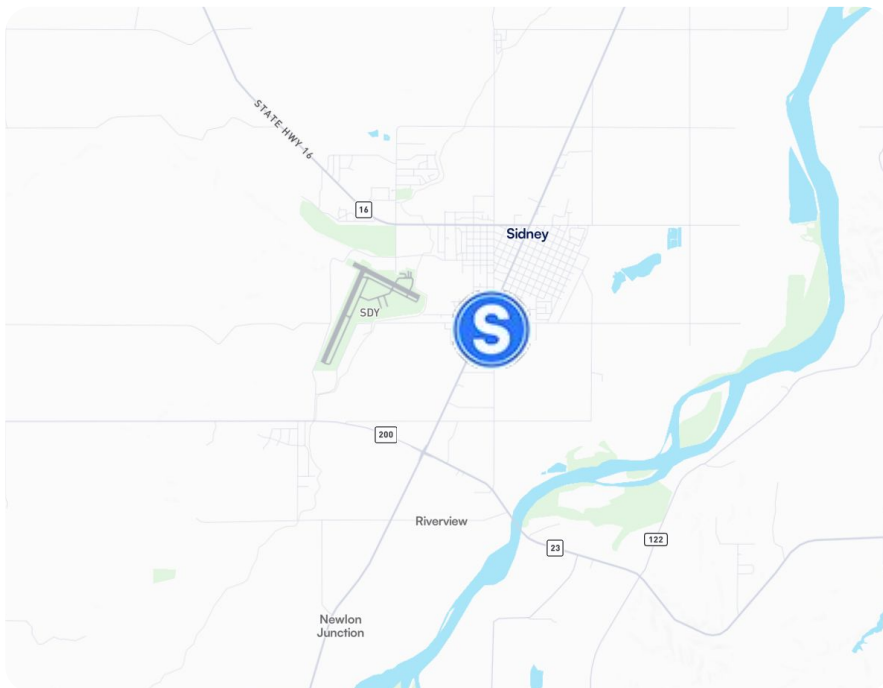 STATE HWY 16
16
Sidney
SDY
S
200
Riverview
23
122
Newlon
Junction